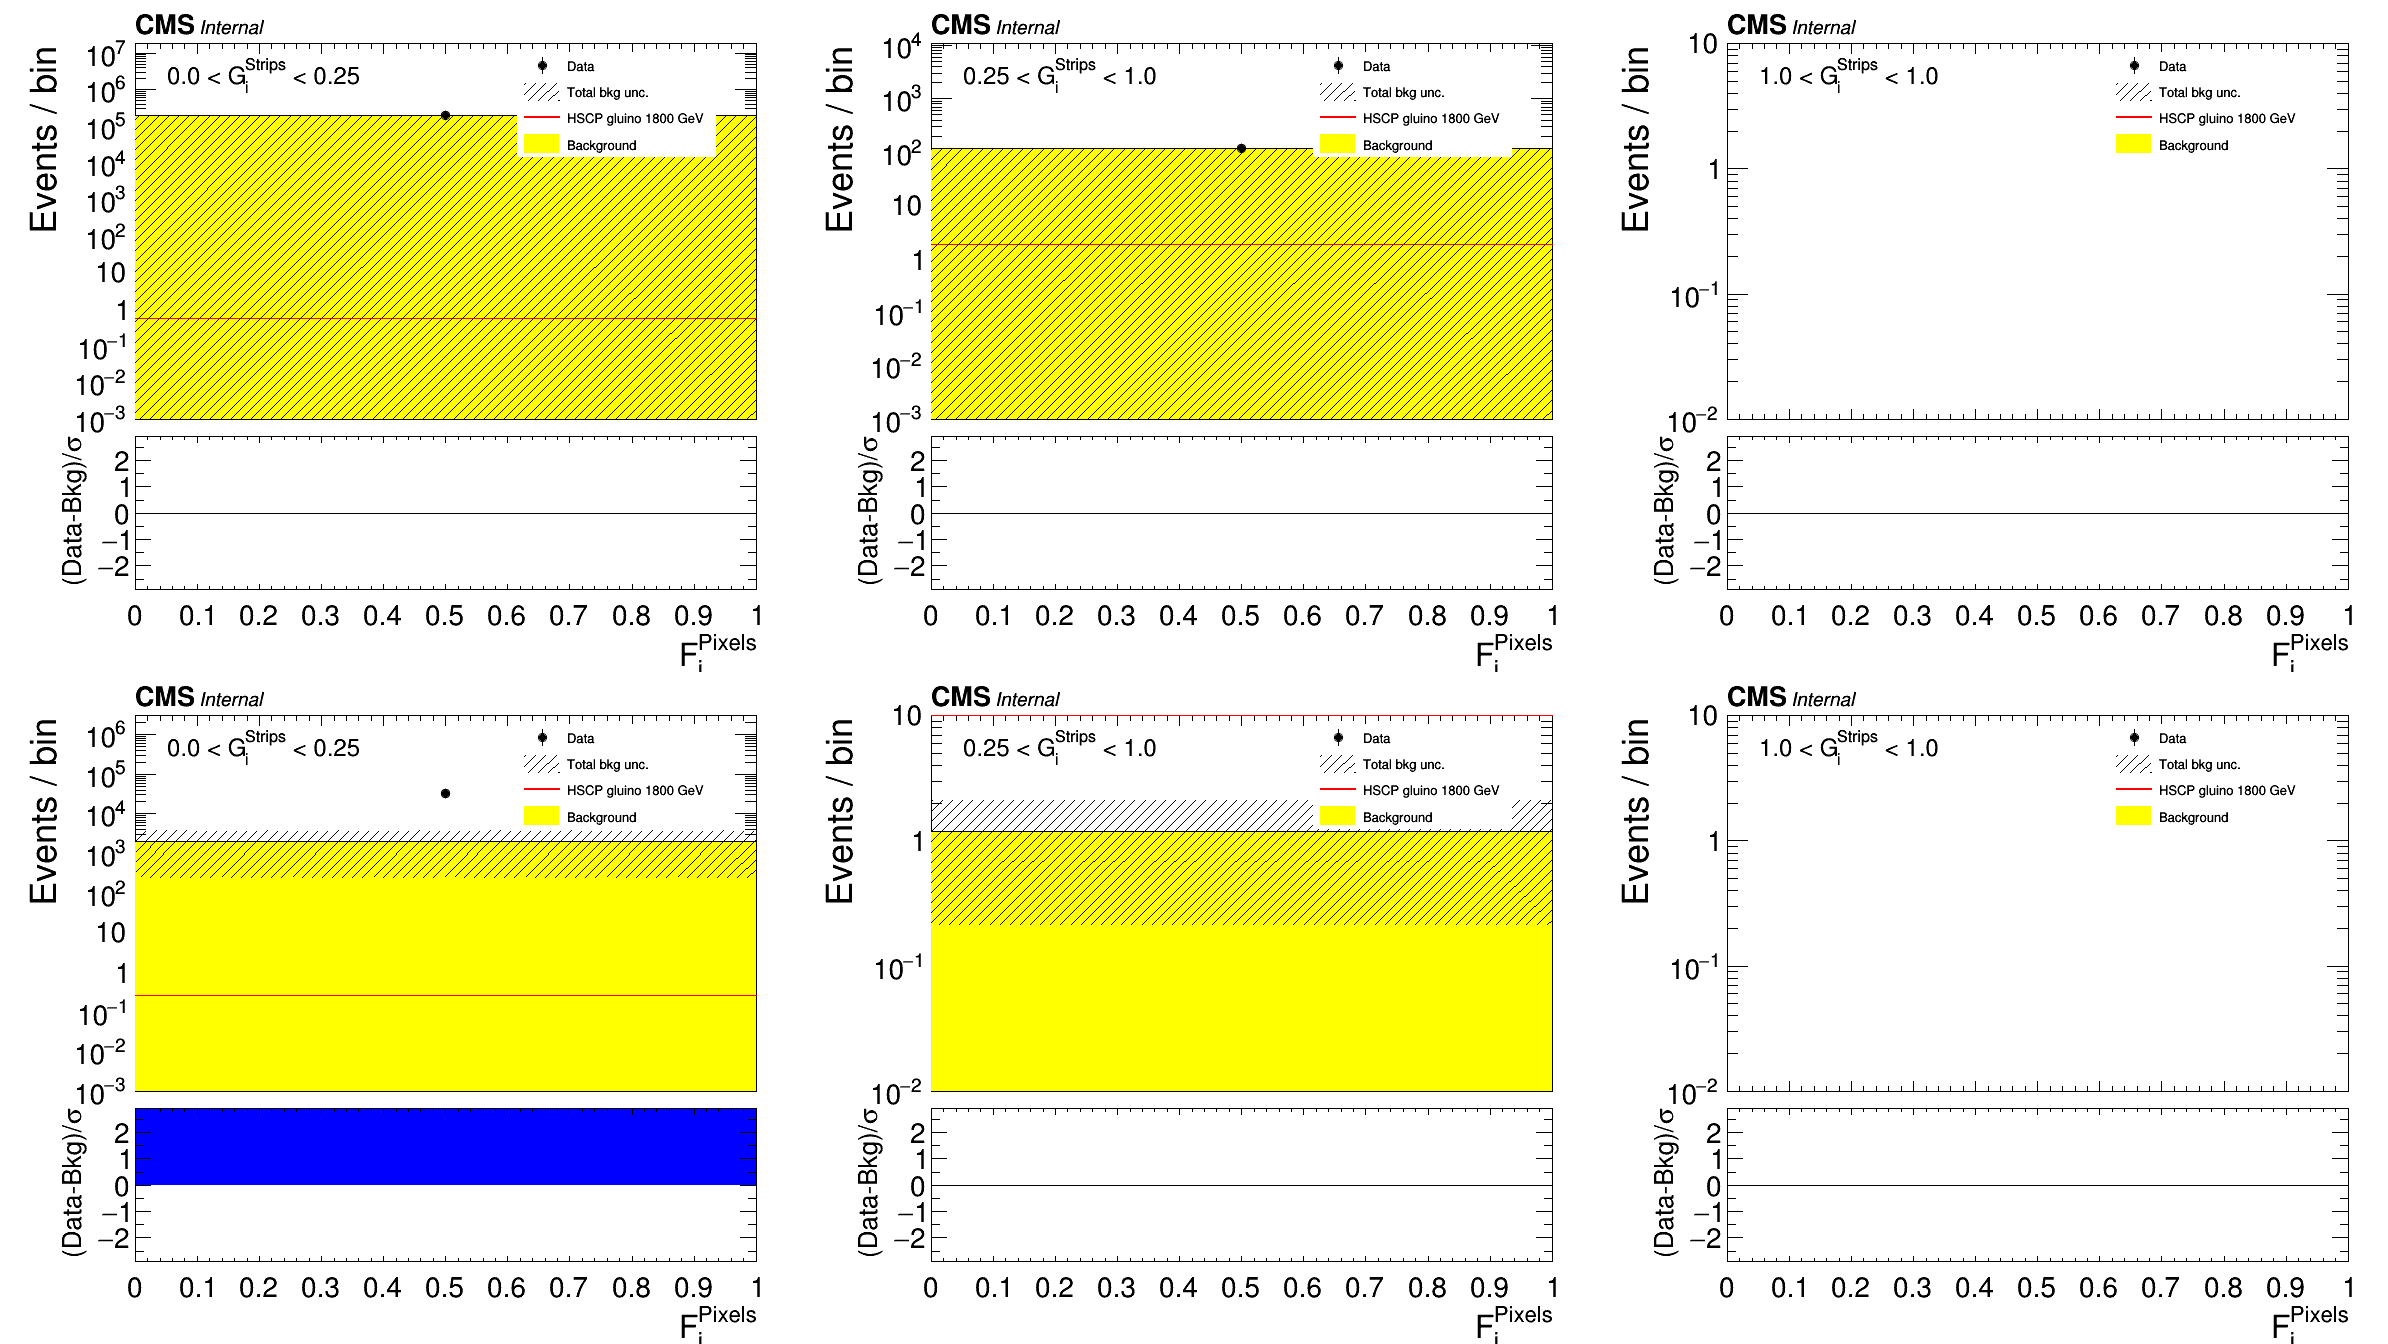 CMS Internal
Events / bin
0.0 < G_i^Strips < 0.25
Data
Total bkg unc.
HSCP gluino 1800 GeV
Background
10^7
10^6
10^5
10^4
10^3
10^2
10
1
10^−1
10^−2
10^−3
(Data-Bkg)/σ
2
1
0
−1
−2
0 0.1 0.2 0.3 0.4 0.5 0.6 0.7 0.8 0.9 1
F_i^Pixels
CMS Internal
Events / bin
0.25 < G_i^Strips < 1.0
Data
Total bkg unc.
HSCP gluino 1800 GeV
Background
10^4
10^3
10^2
10
1
10^−1
10^−2
10^−3
(Data-Bkg)/σ
2
1
0
−1
−2
0 0.1 0.2 0.3 0.4 0.5 0.6 0.7 0.8 0.9 1
F_i^Pixels
CMS Internal
Events / bin
1.0 < G_i^Strips < 1.0
Data
Total bkg unc.
HSCP gluino 1800 GeV
Background
10
1
10^−1
10^−2
(Data-Bkg)/σ
2
1
0
−1
−2
0 0.1 0.2 0.3 0.4 0.5 0.6 0.7 0.8 0.9 1
F_i^Pixels
CMS Internal
Events / bin
0.0 < G_i^Strips < 0.25
Data
Total bkg unc.
HSCP gluino 1800 GeV
Background
10^6
10^5
10^4
10^3
10^2
10
1
10^−1
10^−2
10^−3
(Data-Bkg)/σ
2
1
0
−1
−2
0 0.1 0.2 0.3 0.4 0.5 0.6 0.7 0.8 0.9 1
F_i^Pixels
CMS Internal
Events / bin
0.25 < G_i^Strips < 1.0
Data
Total bkg unc.
HSCP gluino 1800 GeV
Background
10
1
10^−1
10^−2
(Data-Bkg)/σ
2
1
0
−1
−2
0 0.1 0.2 0.3 0.4 0.5 0.6 0.7 0.8 0.9 1
F_i^Pixels
CMS Internal
Events / bin
1.0 < G_i^Strips < 1.0
Data
Total bkg unc.
HSCP gluino 1800 GeV
Background
10
1
10^−1
10^−2
(Data-Bkg)/σ
2
1
0
−1
−2
0 0.1 0.2 0.3 0.4 0.5 0.6 0.7 0.8 0.9 1
F_i^Pixels